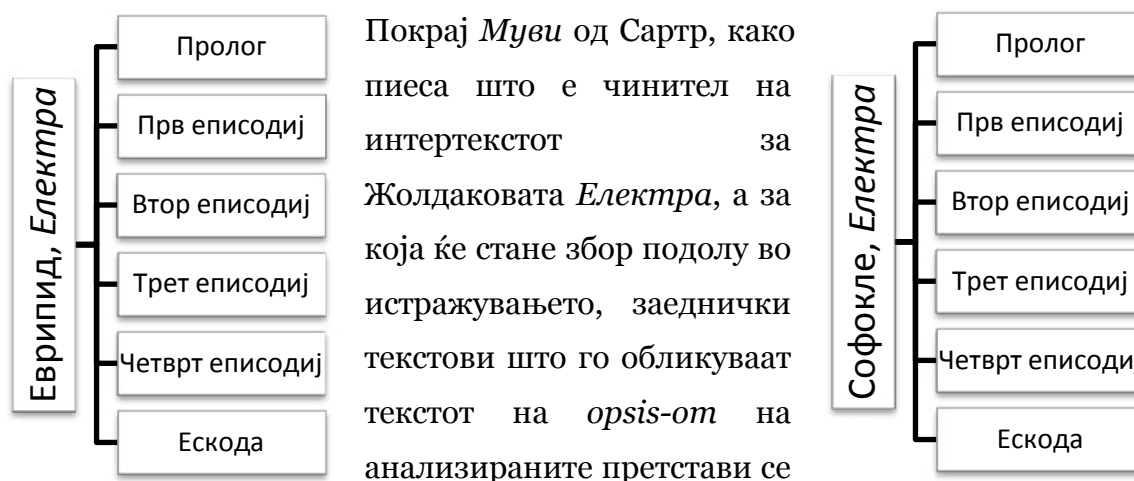 Еврипид, Електра
Пролог
Прв еписодиј
Втор еписодиј
Трет еписодиј
Четврт еписодиј
Ескода
Покрај Муви од Сартр, како
пиеса што е чинител на
интертекстот за
Жолдаковата Електра, а за
која ќе стане збор подолу во
истражувањето, заеднички
текстови што го обликуваат
текстот на opsis-от на
анализираните претстави се
Софокле, Електра
Пролог
Прв еписодиј
Втор еписодиј
Трет еписодиј
Четврт еписодиј
Ескода